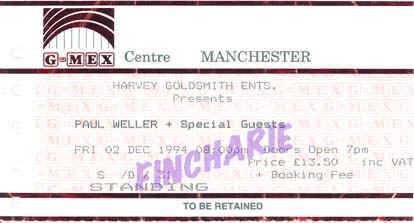 G-MEX Centre MANCHESTER
HARVEY GOLDSMITH ENTS.
Presents
PAUL WELLER + Special Guests
FRI 02 DEC 1994 08:00pm Doors Open 7pm
Price £13.50 inc VAT
+ Booking Fee
STANDING
FINCHARIE
TO BE RETAINED